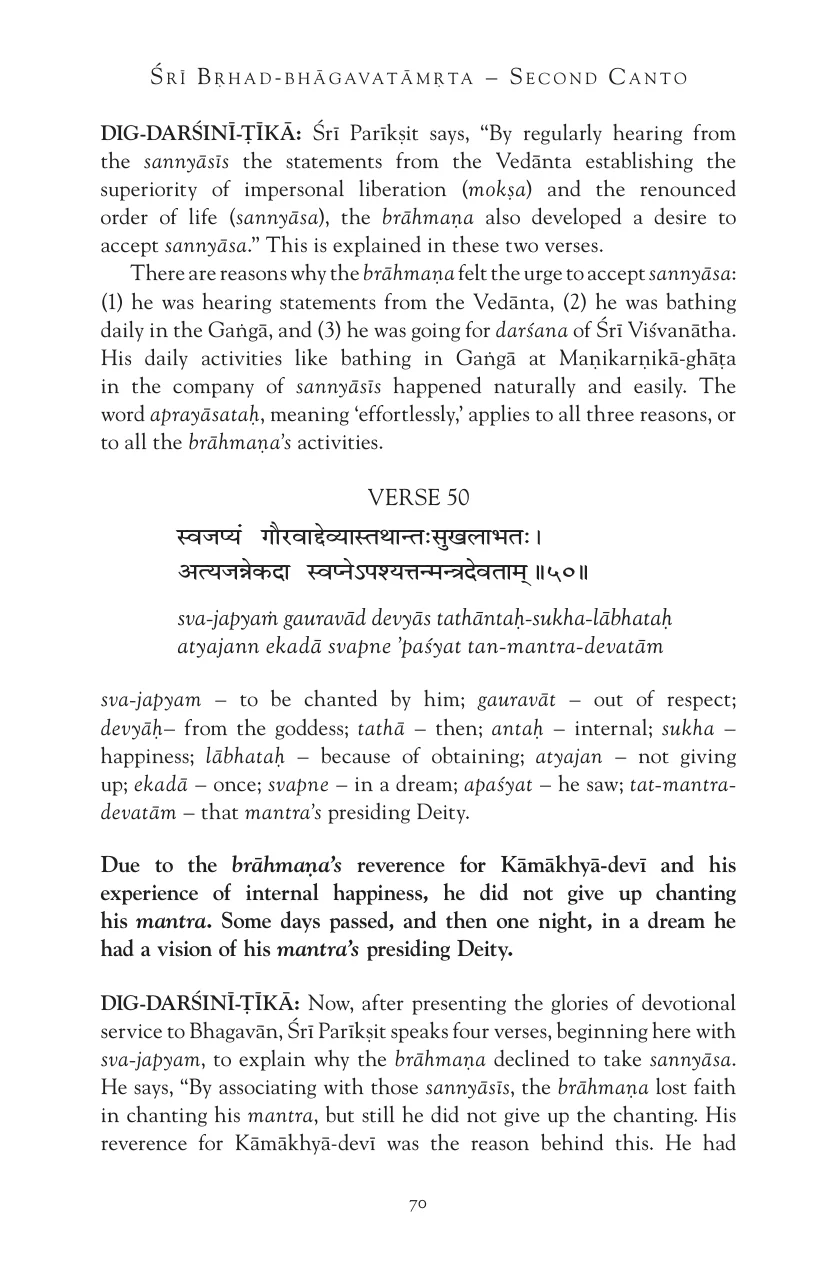 Śrī Bṛhad-bhāgavatāmṛta – Second Canto
DIG-DARŚINĪ-ṬĪKĀ: Śrī Parīkṣit says, “By regularly hearing from
the sannyāsīs the statements from the Vedānta establishing the
superiority of impersonal liberation (mokṣa) and the renounced
order of life (sannyāsa), the brāhmaṇa also developed a desire to
accept sannyāsa.” This is explained in these two verses.
There are reasons why the brāhmaṇa felt the urge to accept sannyāsa:
(1) he was hearing statements from the Vedānta, (2) he was bathing
daily in the Gaṅgā, and (3) he was going for darśana of Śrī Viśvanātha.
His daily activities like bathing in Gaṅgā at Maṇikarṇikā-ghāṭa
in the company of sannyāsīs happened naturally and easily. The
word aprayāsataḥ, meaning ‘effortlessly,’ applies to all three reasons, or
to all the brāhmaṇa’s activities.
VERSE 50
स्वजप्यं गौरवाद्देव्यास्तथान्तःसुखलाभतः।
अत्यजन्नेकदा स्वप्नेऽपश्यत्तन्मन्त्रदेवताम्॥५०॥
sva-japyaṁ gauravād devyās tathāntaḥ-sukha-lābhataḥ
atyajann ekadā svapne ’paśyat tan-mantra-devatām
sva-japyam – to be chanted by him; gauravāt – out of respect;
devyāḥ– from the goddess; tathā – then; antaḥ – internal; sukha –
happiness; lābhataḥ – because of obtaining; atyajan – not giving
up; ekadā – once; svapne – in a dream; apaśyat – he saw; tat-mantra-
devatām – that mantra’s presiding Deity.
Due to the brāhmaṇa’s reverence for Kāmākhyā-devī and his
experience of internal happiness, he did not give up chanting
his mantra. Some days passed, and then one night, in a dream he
had a vision of his mantra’s presiding Deity.
DIG-DARŚINĪ-ṬĪKĀ: Now, after presenting the glories of devotional
service to Bhagavān, Śrī Parīkṣit speaks four verses, beginning here with
sva-japyam, to explain why the brāhmaṇa declined to take sannyāsa.
He says, “By associating with those sannyāsīs, the brāhmaṇa lost faith
in chanting his mantra, but still he did not give up the chanting. His
reverence for Kāmākhyā-devī was the reason behind this. He had
70